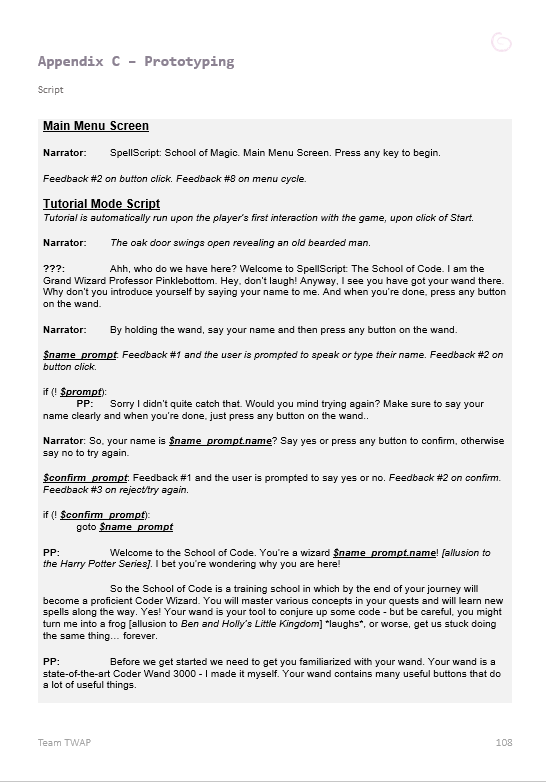 Appendix C – Prototyping
Script
Main Menu Screen
Narrator: SpellScript: School of Magic. Main Menu Screen. Press any key to begin.
Feedback #2 on button click. Feedback #8 on menu cycle.
Tutorial Mode Script
Tutorial is automatically run upon the player's first interaction with the game, upon click of Start.
Narrator: The oak door swings open revealing an old bearded man.
???: Ahh, who do we have here? Welcome to SpellScript: The School of Code. I am the
Grand Wizard Professor Pinklebottom. Hey, don't laugh! Anyway, I see you have got your wand there.
Why don't you introduce yourself by saying your name to me. And when you're done, press any button
on the wand.
Narrator: By holding the wand, say your name and then press any button on the wand.
$name_prompt: Feedback #1 and the user is prompted to speak or type their name. Feedback #2 on
button click.
if (! $prompt):
PP: Sorry I didn't quite catch that. Would you mind trying again? Make sure to say your
name clearly and when you're done, just press any button on the wand..
Narrator: So, your name is $name_prompt.name? Say yes or press any button to confirm, otherwise
say no to try again.
$confirm_prompt: Feedback #1 and the user is prompted to say yes or no. Feedback #2 on confirm.
Feedback #3 on reject/try again.
if (! $confirm_prompt):
goto $name_prompt
PP: Welcome to the School of Code. You're a wizard $name_prompt.name! [allusion to
the Harry Potter Series]. I bet you're wondering why you are here!
So the School of Code is a training school in which by the end of your journey will
become a proficient Coder Wizard. You will master various concepts in your quests and will learn new
spells along the way. Yes! Your wand is your tool to conjure up some code - but be careful, you might
turn me into a frog [allusion to Ben and Holly's Little Kingdom] *laughs*, or worse, get us stuck doing
the same thing… forever.
PP: Before we get started we need to get you familiarized with your wand. Your wand is a
state-of-the-art Coder Wand 3000 - I made it myself. Your wand contains many useful buttons that do
a lot of useful things.
Team TWAP 108